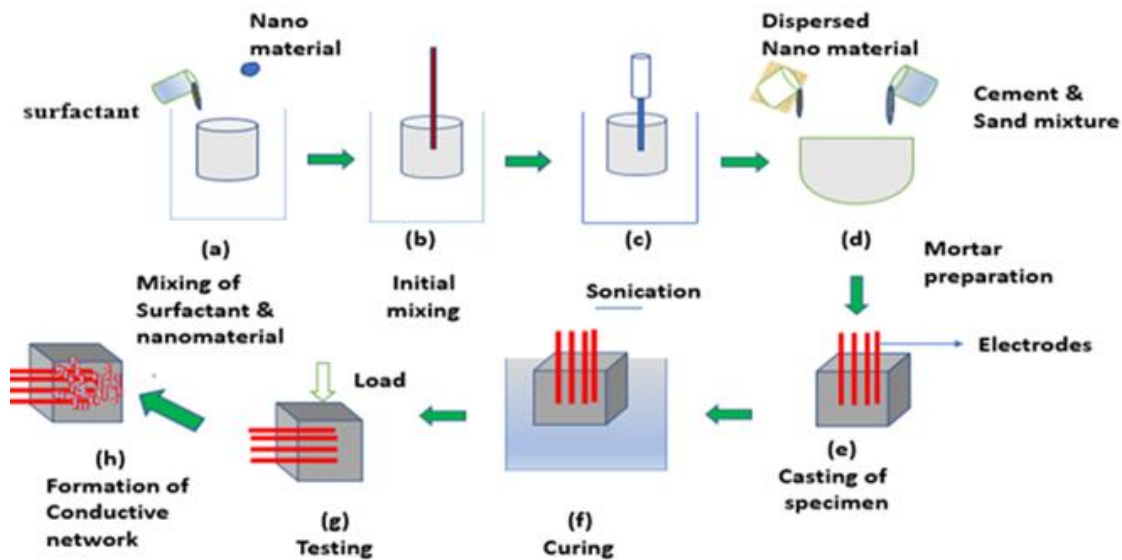 Nano
material
surfactant
Dispersed
Nano material
Cement &
Sand mixture
(a)
(b)
(c)
(d)
Mixing of
Surfactant &
nanomaterial
Initial
mixing
Sonication
Mortar
preparation
Electrodes
Load
(e)
Casting of
specimen
(f)
Curing
(g)
Testing
(h)
Formation of
Conductive
network